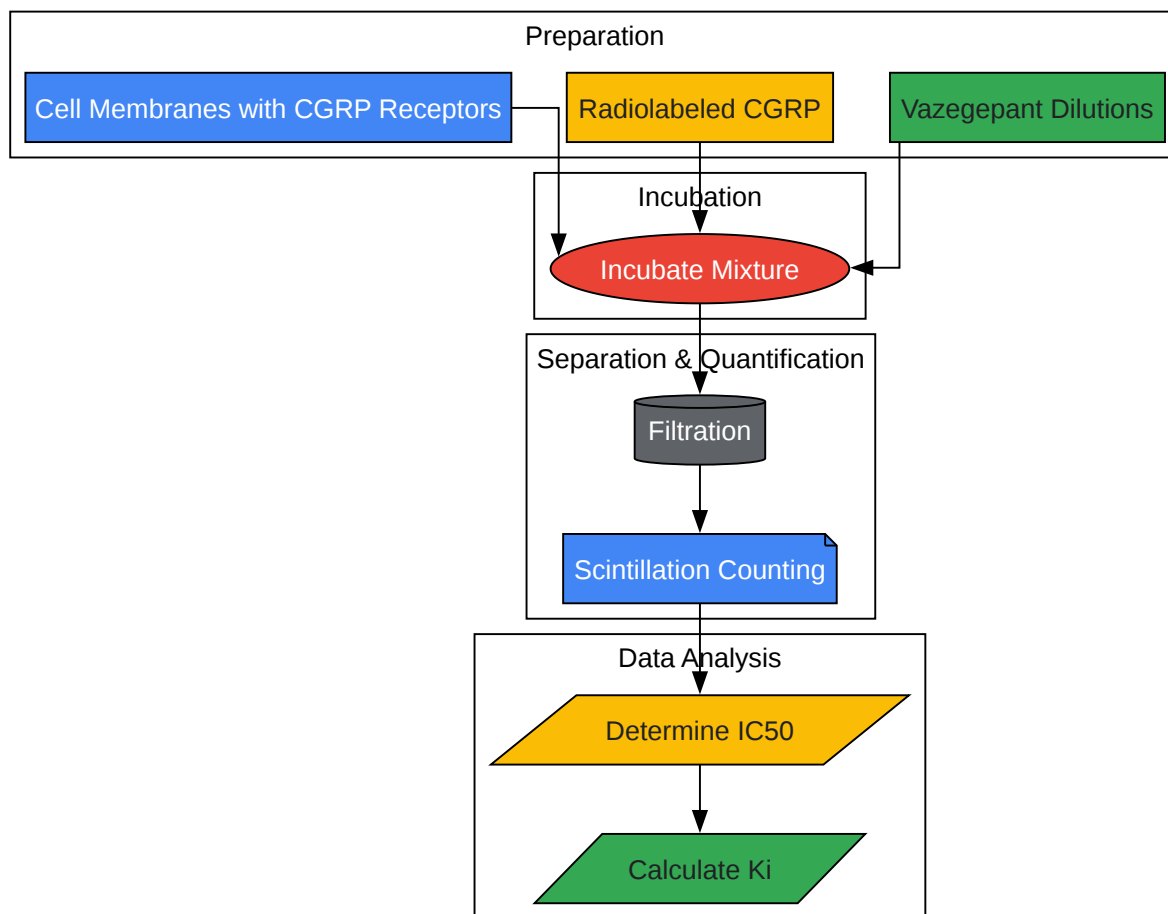 Preparation
Cell Membranes with CGRP Receptors
Radiolabeled CGRP
Vazegepant Dilutions
Incubation
Incubate Mixture
Separation & Quantification
Filtration
Scintillation Counting
Data Analysis
Determine IC50
Calculate Ki